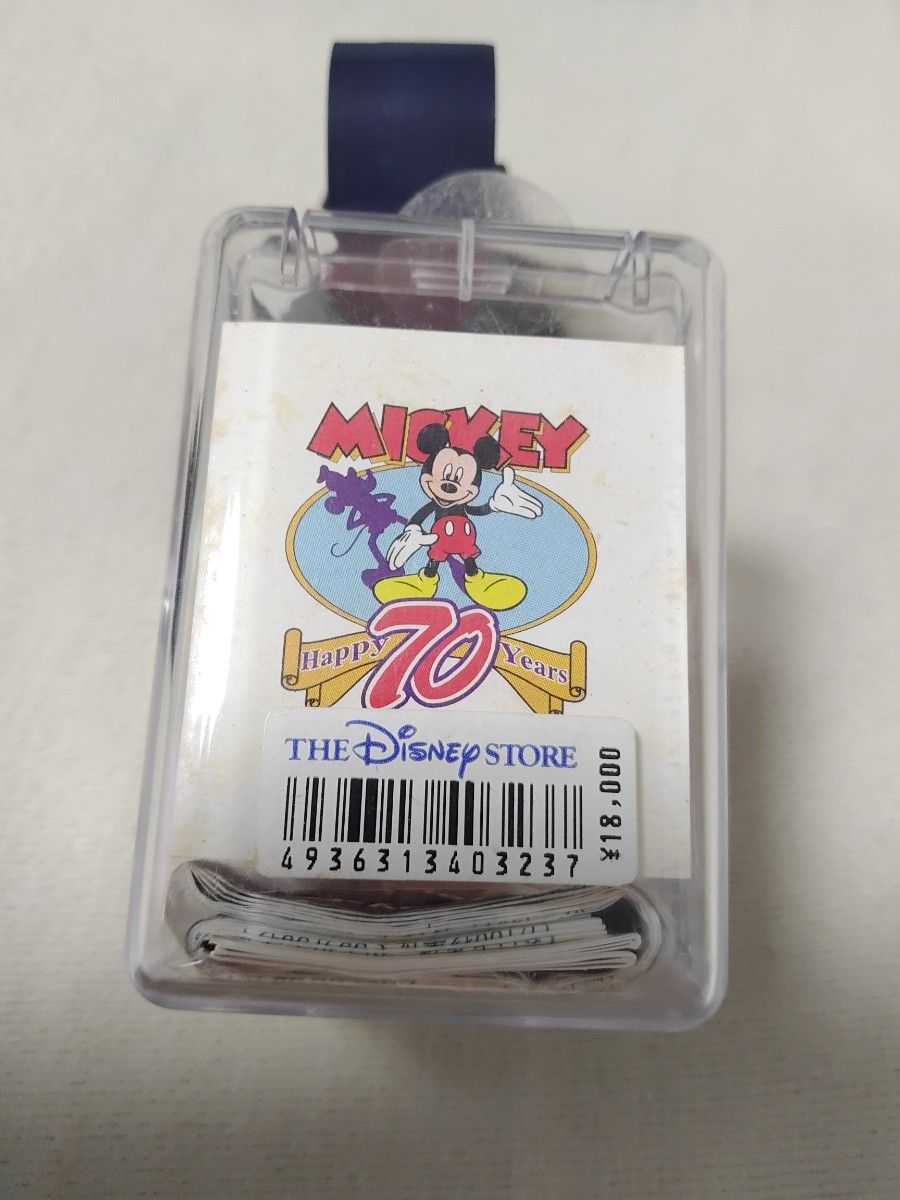 MICKEY
Happy 70 Years
THE DISNEY STORE
¥18,000
4936313403237